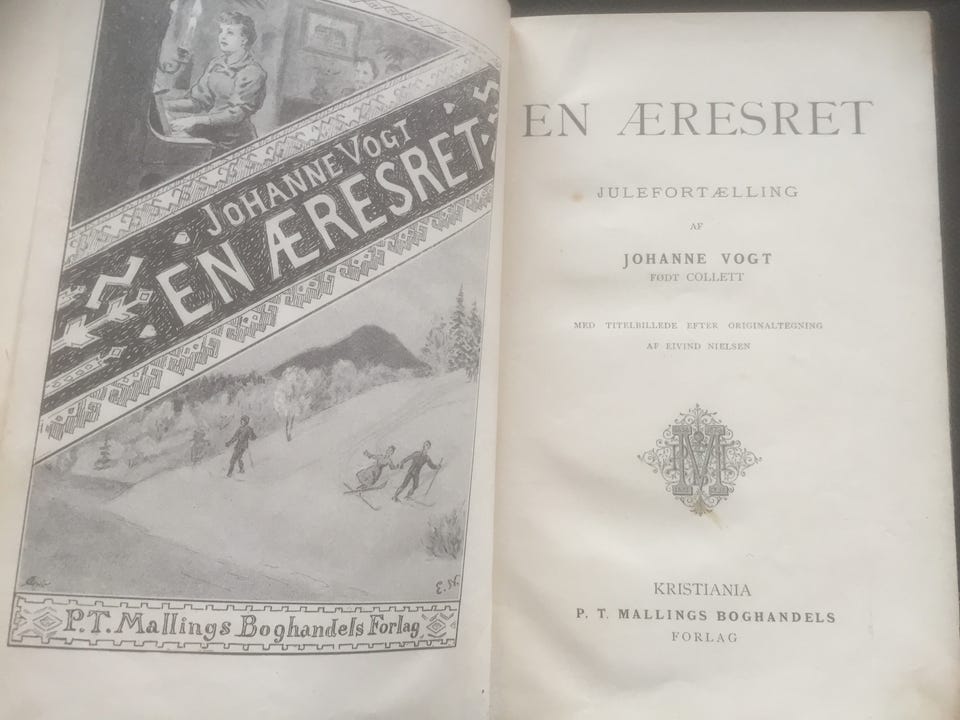 JOHANNE VOGT
EN ÆRESRET
P.T. Mallings Boghandels Forlag
EN ÆRESRET
JULEFORTÆLLING
AF
JOHANNE VOGT
FØDT COLLETT
MED TITELBILLEDE EFTER ORIGINALTEGNING
AF EIVIND NIELSEN
M
KRISTIANIA
P. T. MALLINGS BOGHANDELS
FORLAG